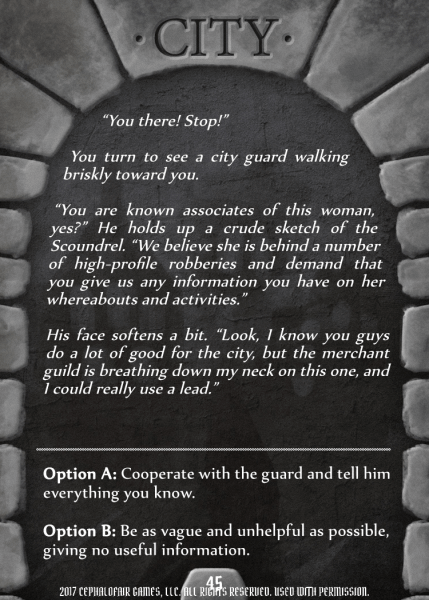 · CITY ·
“You there! Stop!”
You turn to see a city guard walking
briskly toward you.
“You are known associates of this woman,
yes?” He holds up a crude sketch of the
Scoundrel. “We believe she is behind a number
of high-profile robberies and demand that
you give us any information you have on her
whereabouts and activities.”
His face softens a bit. “Look, I know you guys
do a lot of good for the city, but the merchant
guild is breathing down my neck on this one, and
I could really use a lead.”
Option A: Cooperate with the guard and tell him
everything you know.
Option B: Be as vague and unhelpful as possible,
giving no useful information.
45
2017 CEPHALOFAIR GAMES, LLC. ALL RIGHTS RESERVED. USED WITH PERMISSION.